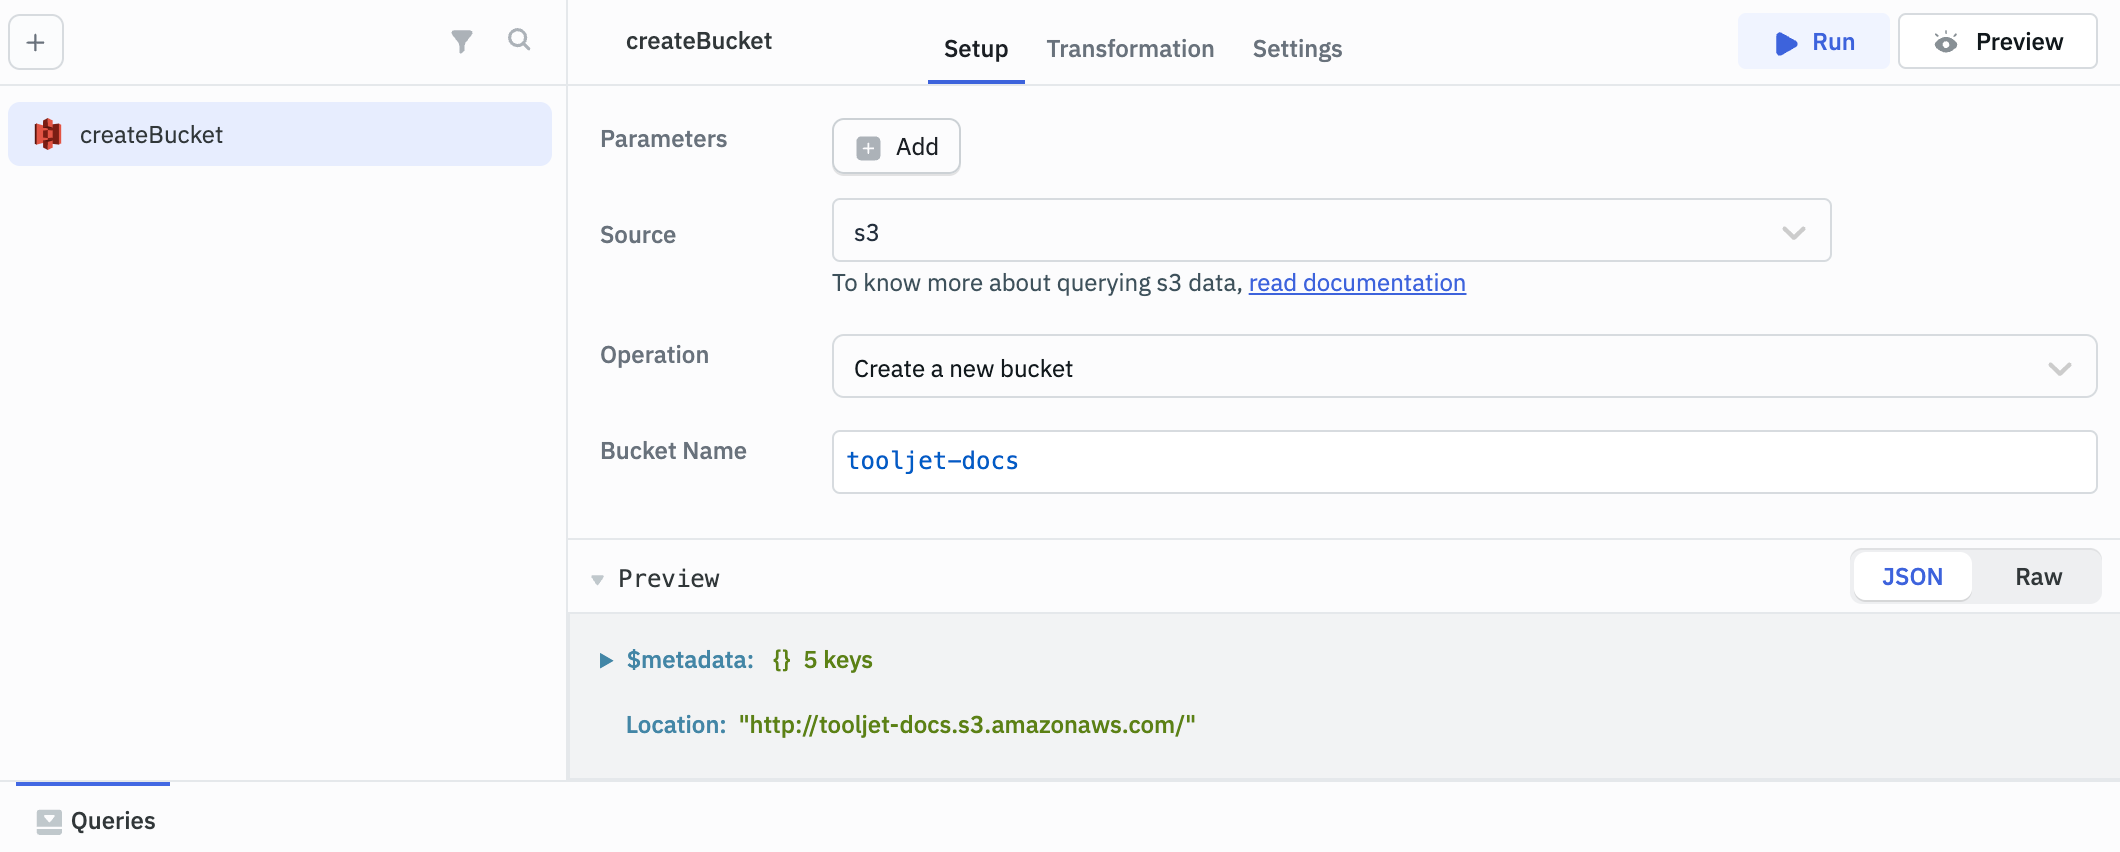 createBucket
Setup Transformation Settings
Run
Preview
createBucket
Parameters
Add
Source
s3
To know more about querying s3 data, read documentation
Operation
Create a new bucket
Bucket Name
tooljet-docs
Preview
JSON Raw
$metadata: {} 5 keys
Location: "http://tooljet-docs.s3.amazonaws.com/"
Queries